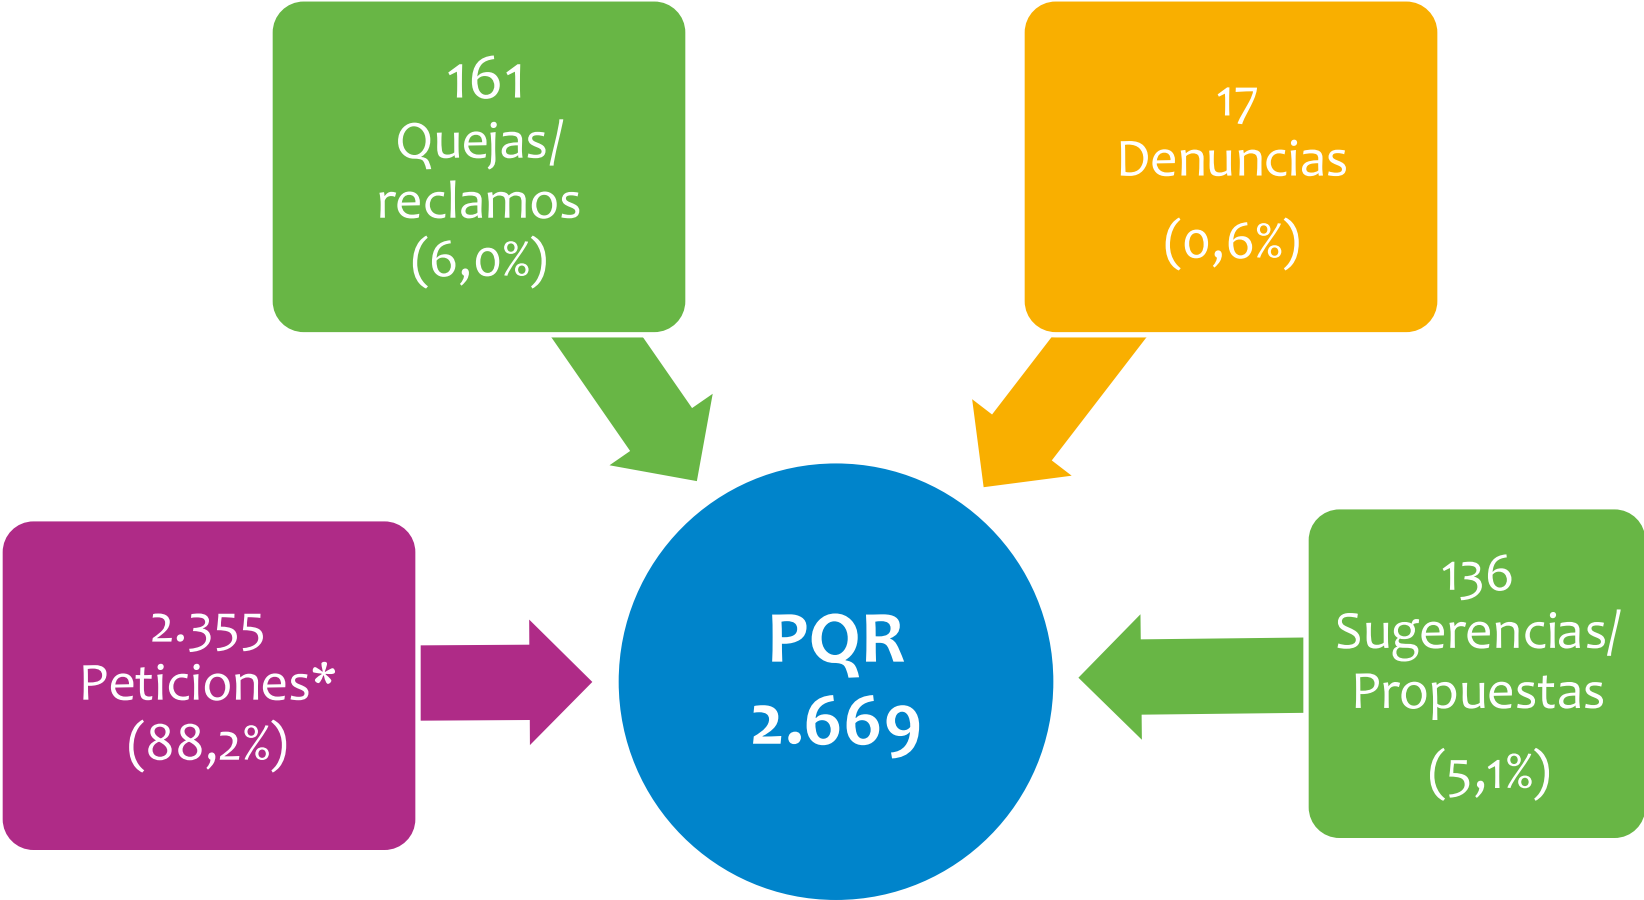 161
Quejas/
reclamos
(6,0%)
17
Denuncias
(0,6%)
2.355
Peticiones*
(88,2%)
PQR
2.669
136
Sugerencias/
Propuestas
(5,1%)